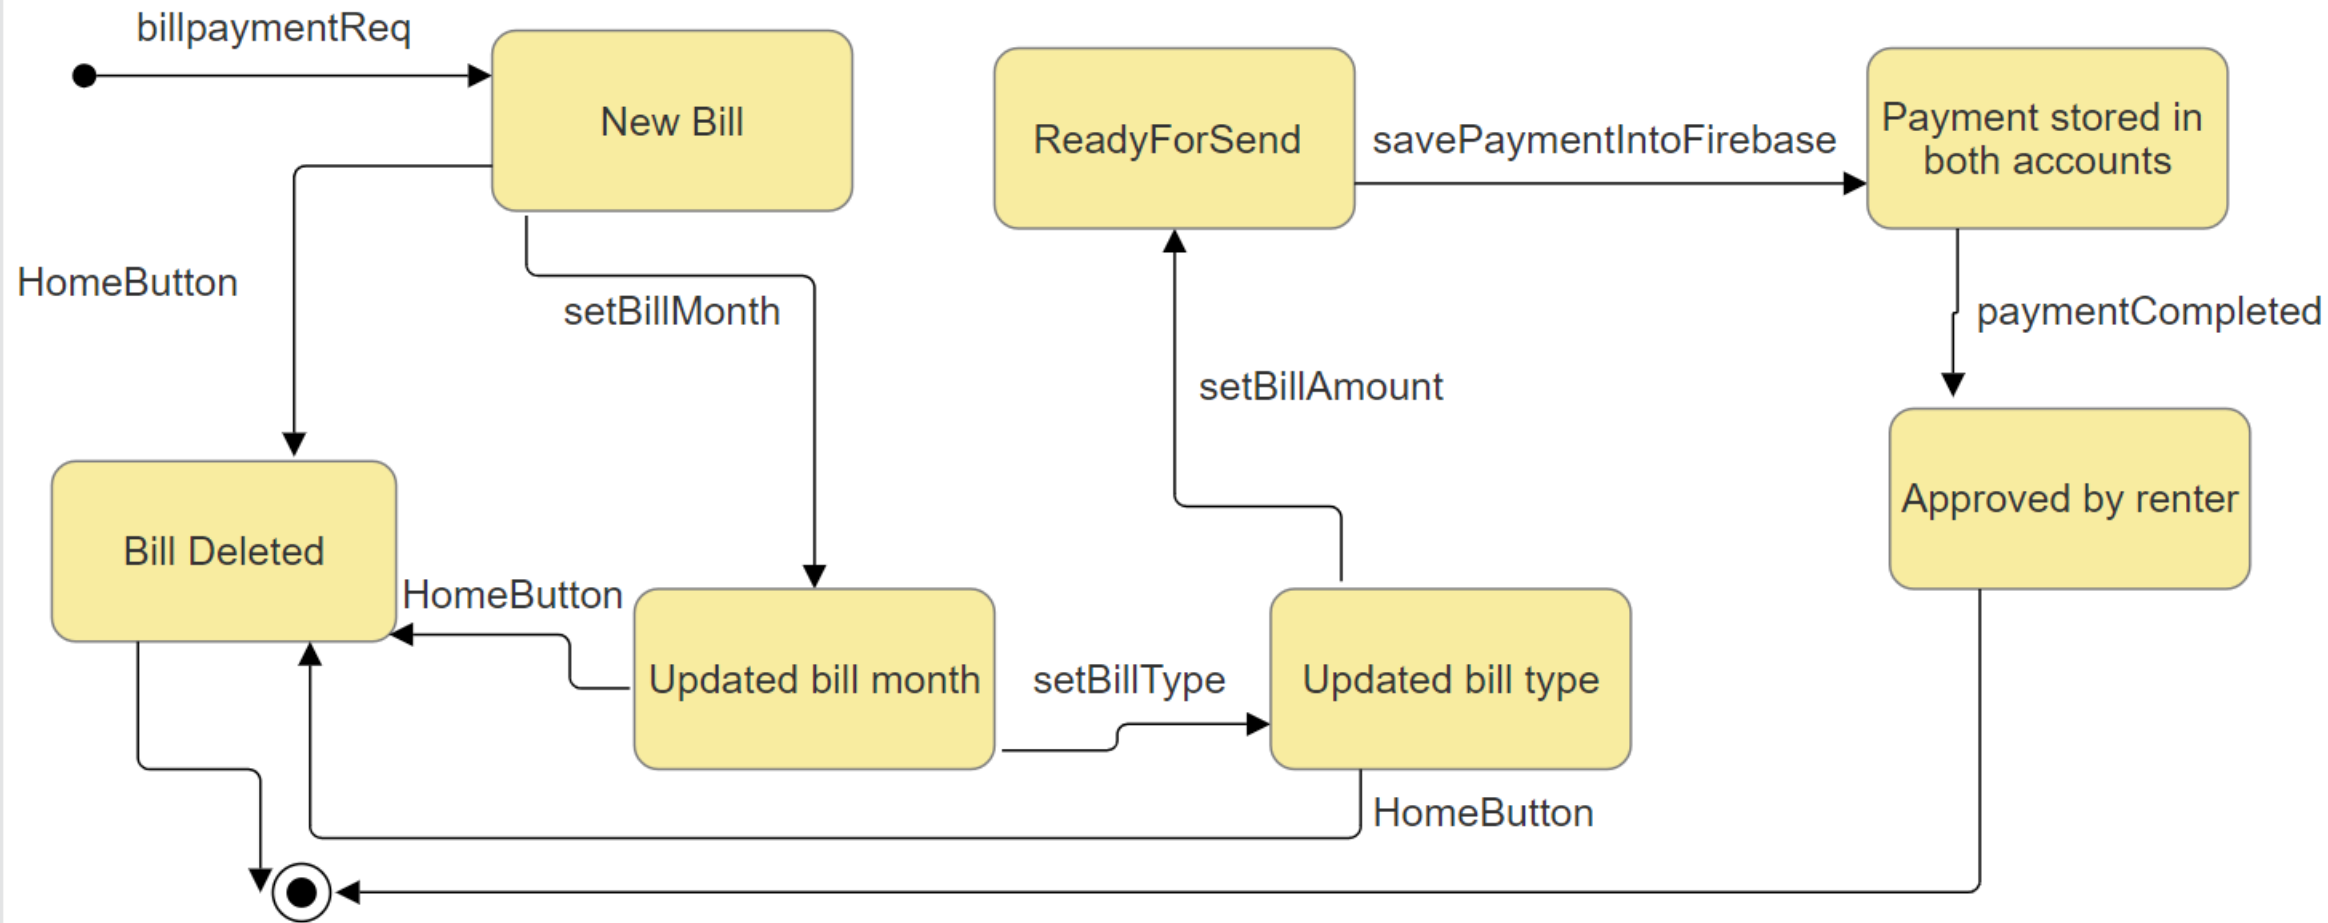 billpaymentReq
New Bill
ReadyForSend
savePaymentIntoFirebase
Payment stored in
both accounts
HomeButton
setBillMonth
paymentCompleted
setBillAmount
Approved by renter
Bill Deleted
HomeButton
Updated bill month
setBillType
Updated bill type
HomeButton